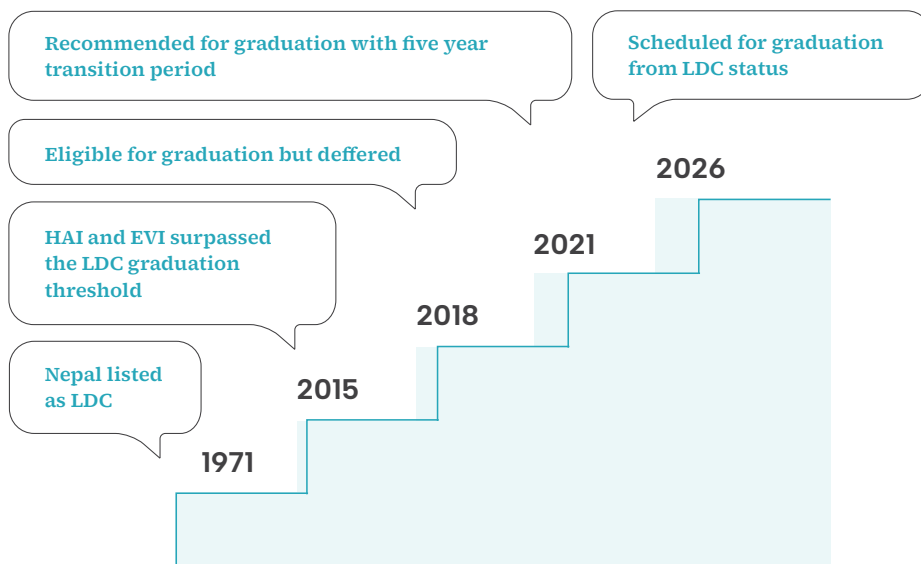 Recommended for graduation with five year
transition period
Scheduled for graduation
from LDC status
Eligible for graduation but deffered
2026
HAI and EVI surpassed
the LDC graduation
threshold
2021
2018
Nepal listed
as LDC
2015
1971